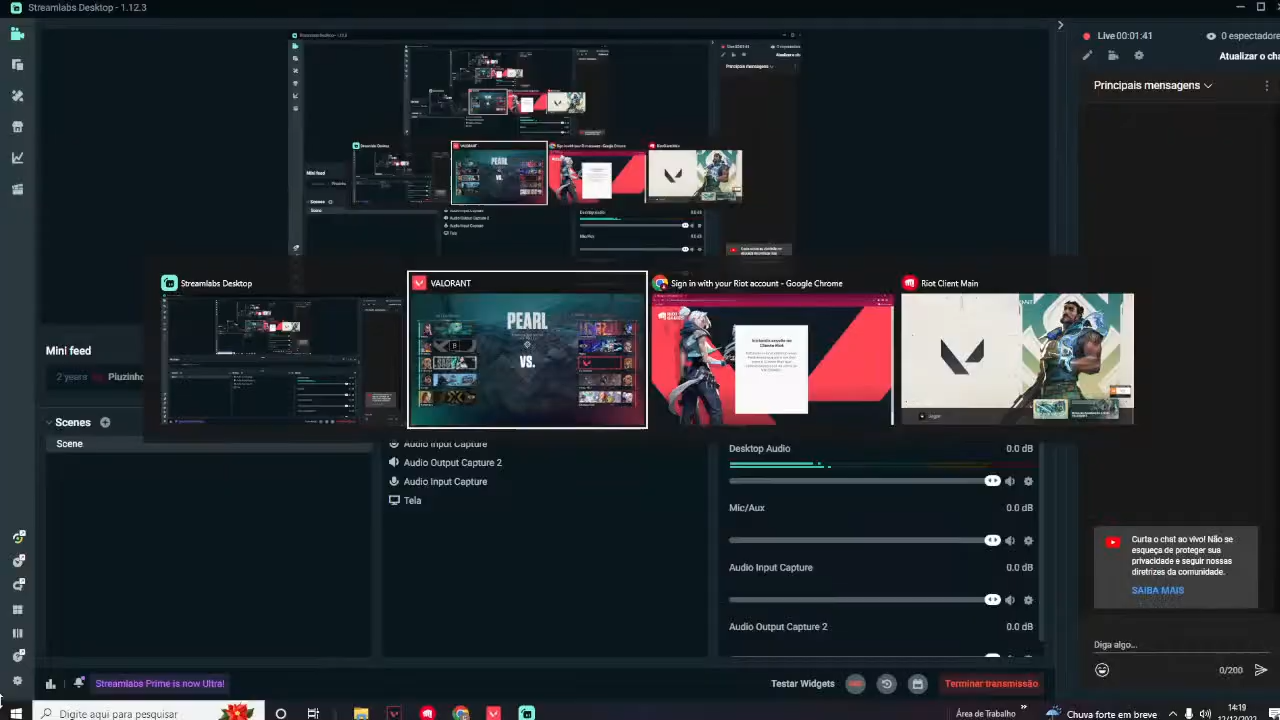 Streamlabs Desktop - 1.12.3
Live 00:01:41
0 espectadore
Atualizar o cha
Principais mensagens
Streamlabs Desktop
VALORANT
Sign in with your Riot account - Google Chrome
Riot Client Main
PEARL
VS.
Mini feed
Piuzinho
Scenes
Scene
Audio Input Capture
Audio Output Capture 2
Audio Input Capture
Tela
Desktop Audio
0.0 dB
Mic/Aux
0.0 dB
Audio Input Capture
0.0 dB
Audio Output Capture 2
0.0 dB
Curta o chat ao vivo! Não se
esqueça de proteger sua
privacidade e seguir nossas
diretrizes da comunidade.
SAIBA MAIS
Diga algo...
0/200
Streamlabs Prime is now Ultra!
Testar Widgets
Terminar transmissão
Digite aqui para pesquisar
Área de Trabalho
Chuva forte em breve
14:19